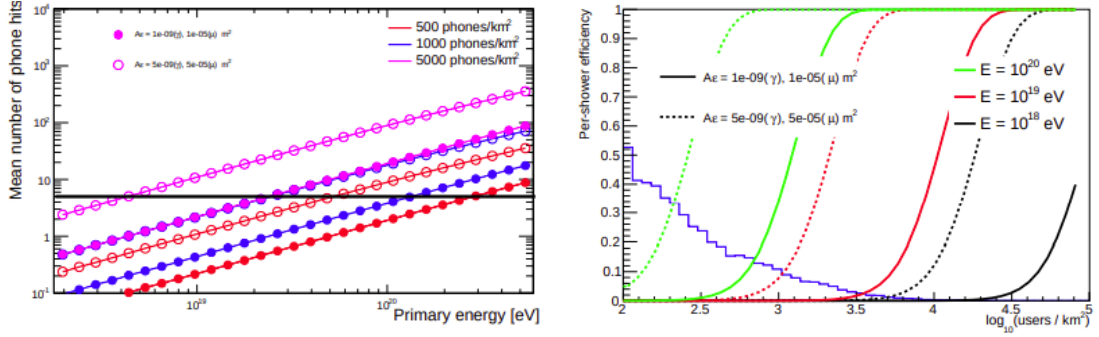 Mean number of phone hits
10⁴
10³
10²
10
1
10⁻¹
Aε = 1e-09(γ), 1e-05(μ) m²
Aε = 5e-09(γ), 5e-05(μ) m²
500 phones/km²
1000 phones/km²
5000 phones/km²
10¹⁹
10²⁰
Primary energy [eV]
Per-shower efficiency
1
0.9
0.8
0.7
0.6
0.5
0.4
0.3
0.2
0.1
0
Aε = 1e-09( γ), 1e-05( μ) m²
Aε = 5e-09( γ), 5e-05( μ) m²
E = 10²⁰ eV
E = 10¹⁹ eV
E = 10¹⁸ eV
2
2.5
3
3.5
4
4.5
5
log₁₀(users / km²)